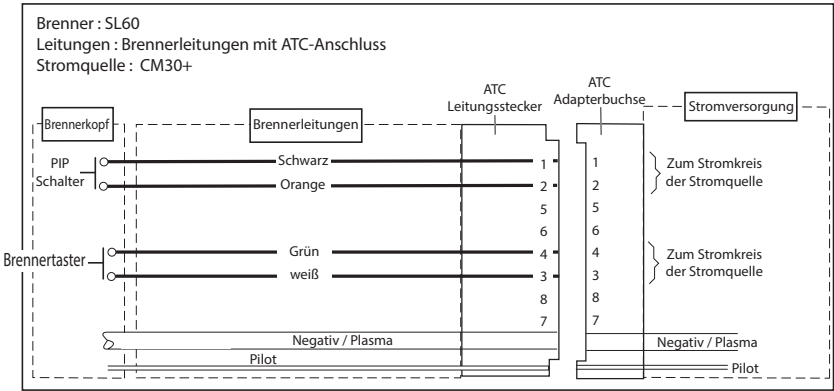 Brenner : SL60
Leitungen : Brennerleitungen mit ATC-Anschluss
Stromquelle : CM30+
ATC
Leitungsstecker
ATC
Adapterbuchse
Stromversorgung
Brennerkopf
Brennerleitungen
PIP
Schalter
Schwarz
1
1
Zum Stromkreis
der Stromquelle
Orange
2
2
5
5
6
6
Brennertaster
Grün
4
4
Zum Stromkreis
der Stromquelle
weiß
3
3
8
8
7
7
Negativ / Plasma
Negativ / Plasma
Pilot
Pilot